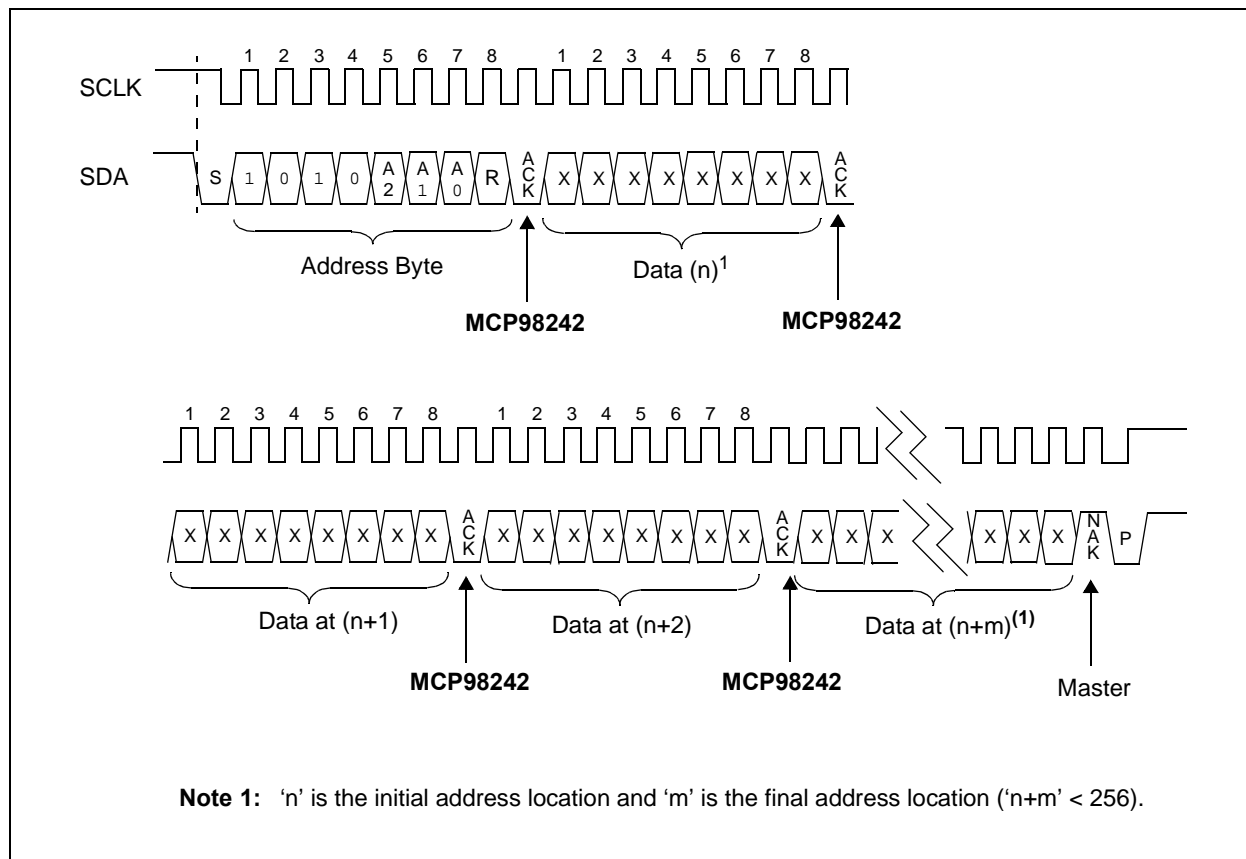 1 2 3 4 5 6 7 8 1 2 3 4 5 6 7 8
SCLK
SDA
S 1 0 1 0 A2 A1 A0 R ACK X X X X X X X X ACK
Address Byte
Data (n)1
MCP98242
MCP98242
1 2 3 4 5 6 7 8 1 2 3 4 5 6 7 8
X X X X X X X X ACK X X X X X X X X ACK X X X X X X NAK P
Data at (n+1)
Data at (n+2)
Data at (n+m)(1)
MCP98242
MCP98242
Master
Note 1: ‘n’ is the initial address location and ‘m’ is the final address location (‘n+m’ < 256).